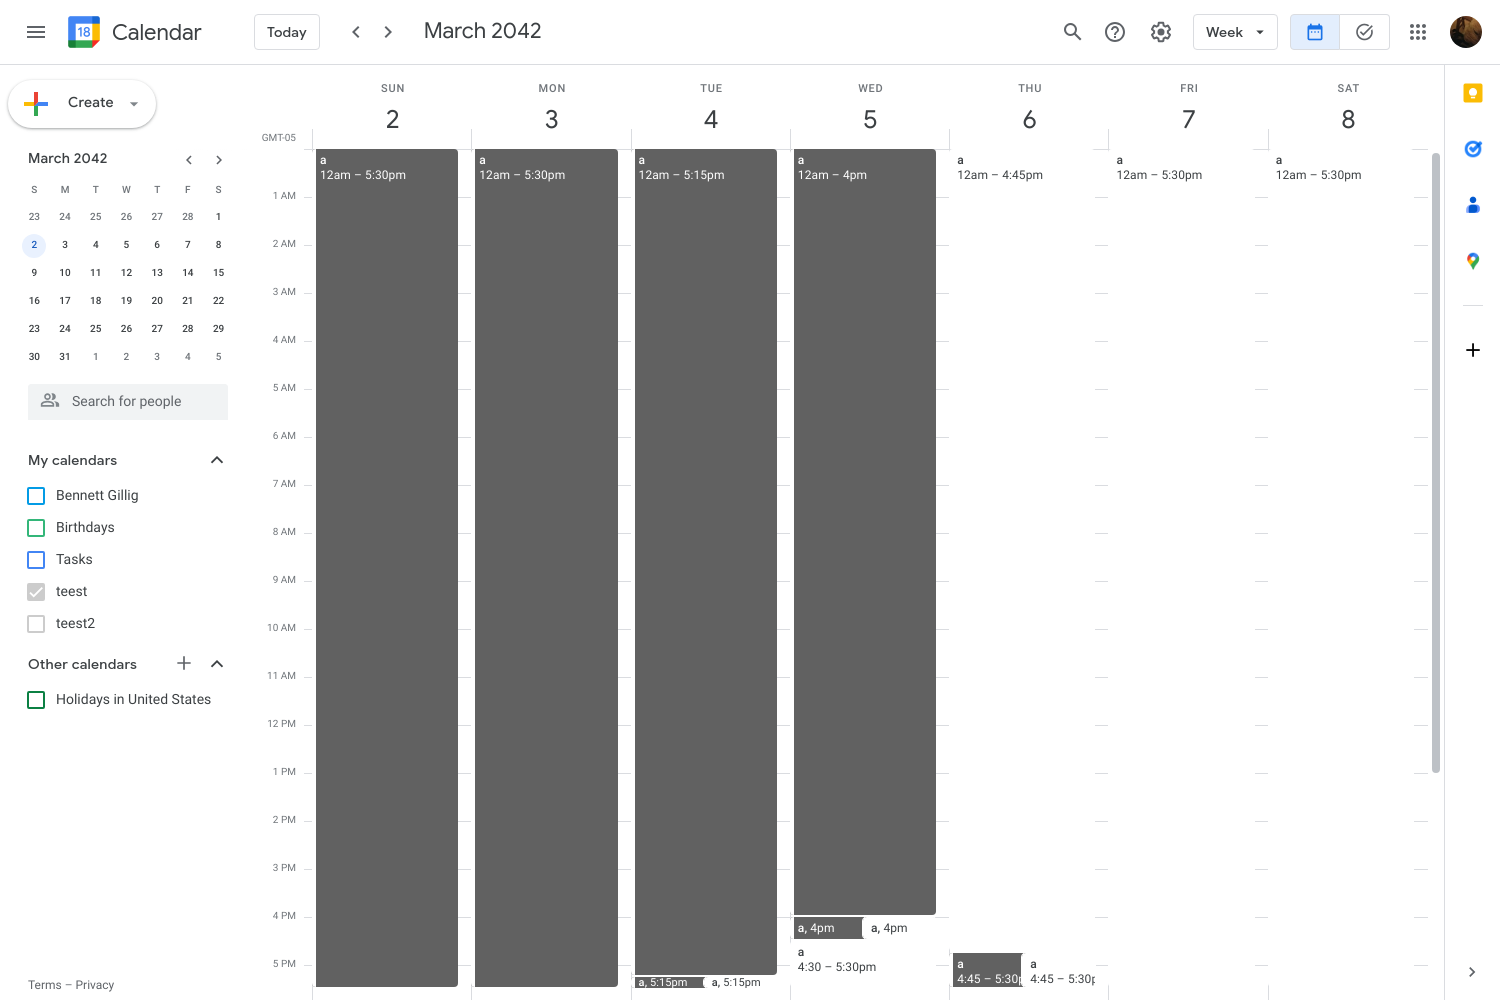 18 Calendar Today March 2042 Week
Create
March 2042
S M T W T F S
23 24 25 26 27 28 1
2 3 4 5 6 7 8
9 10 11 12 13 14 15
16 17 18 19 20 21 22
23 24 25 26 27 28 29
30 31 1 2 3 4 5
Search for people
My calendars
Bennett Gillig
Birthdays
Tasks
teest
teest2
Other calendars
Holidays in United States
Terms – Privacy
SUN MON TUE WED THU FRI SAT
2 3 4 5 6 7 8
GMT-05
a a a a a a a
12am – 5:30pm 12am – 5:30pm 12am – 5:15pm 12am – 4pm 12am – 4:45pm 12am – 5:30pm 12am – 5:30pm
1 AM
2 AM
3 AM
4 AM
5 AM
6 AM
7 AM
8 AM
9 AM
10 AM
11 AM
12 PM
1 PM
2 PM
3 PM
4 PM
a, 4pm a, 4pm
a
4:30 – 5:30pm
5 PM
a a
4:45 – 5:30p 4:45 – 5:30p
a, 5:15pm a, 5:15pm